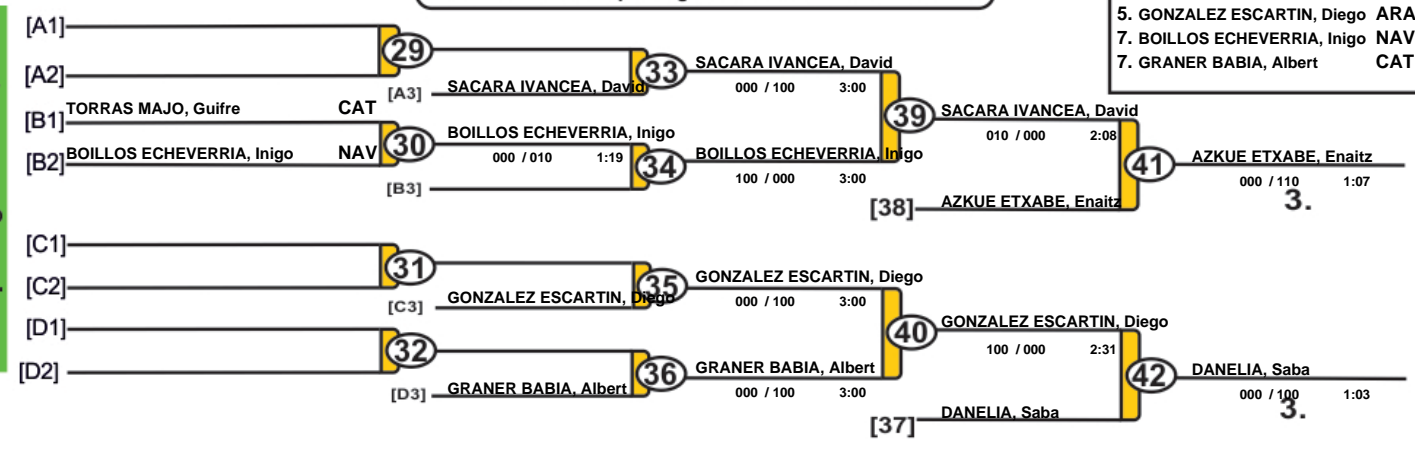 5. GONZALEZ ESCARTIN, Diego ARA
7. BOILLOS ECHEVERRIA, Inigo NAV
7. GRANER BABIA, Albert CAT
[A1]
29
[A2]
[A3] SACARA IVANCEA, David
33
SACARA IVANCEA, David
000 / 100 3:00
[B1] TORRAS MAJO, Guifre CAT
30
[B2] BOILLOS ECHEVERRIA, Inigo NAV
BOILLOS ECHEVERRIA, Inigo
000 / 010 1:19
[B3]
34
BOILLOS ECHEVERRIA, Inigo
100 / 000 3:00
39
SACARA IVANCEA, David
010 / 000 2:08
[38] AZKUE ETXABE, Enaitz
41
AZKUE ETXABE, Enaitz
000 / 110 1:07
3.
[C1]
31
[C2]
[C3] GONZALEZ ESCARTIN, Diego
35
GONZALEZ ESCARTIN, Diego
000 / 100 3:00
[D1]
32
[D2]
[D3] GRANER BABIA, Albert
36
GRANER BABIA, Albert
000 / 100 3:00
40
GONZALEZ ESCARTIN, Diego
100 / 000 2:31
[37] DANELIA, Saba
42
DANELIA, Saba
000 / 100 1:03
3.